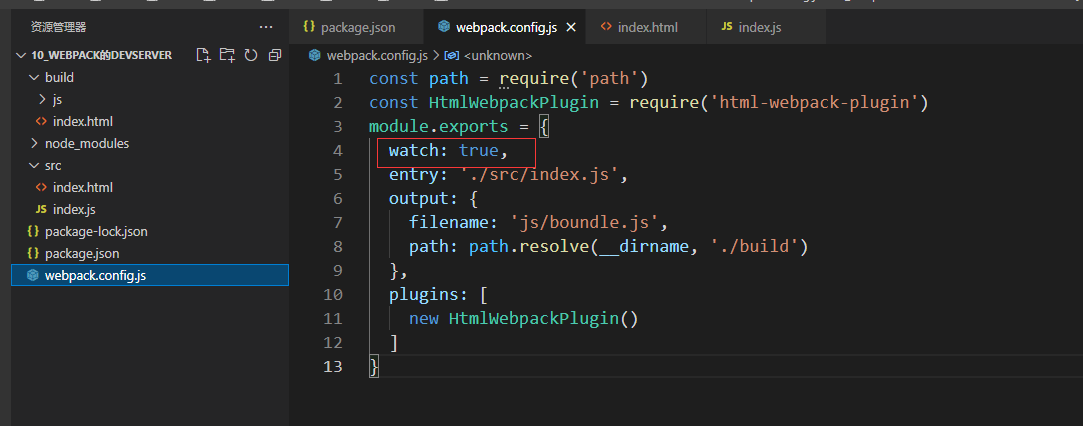 资源管理器
10_WEBPACK的DEVSERVER
build
js
index.html
node_modules
src
index.html
JS index.js
{} package-lock.json
{} package.json
webpack.config.js
{} package.json
webpack.config.js
index.html
JS index.js
webpack.config.js > <unknown>
1 const path = require('path')
2 const HtmlWebpackPlugin = require('html-webpack-plugin')
3 module.exports = {
4 watch: true,
5 entry: './src/index.js',
6 output: {
7 filename: 'js/boundle.js',
8 path: path.resolve(__dirname, './build')
9 },
10 plugins: [
11 new HtmlWebpackPlugin()
12 ]
13 }